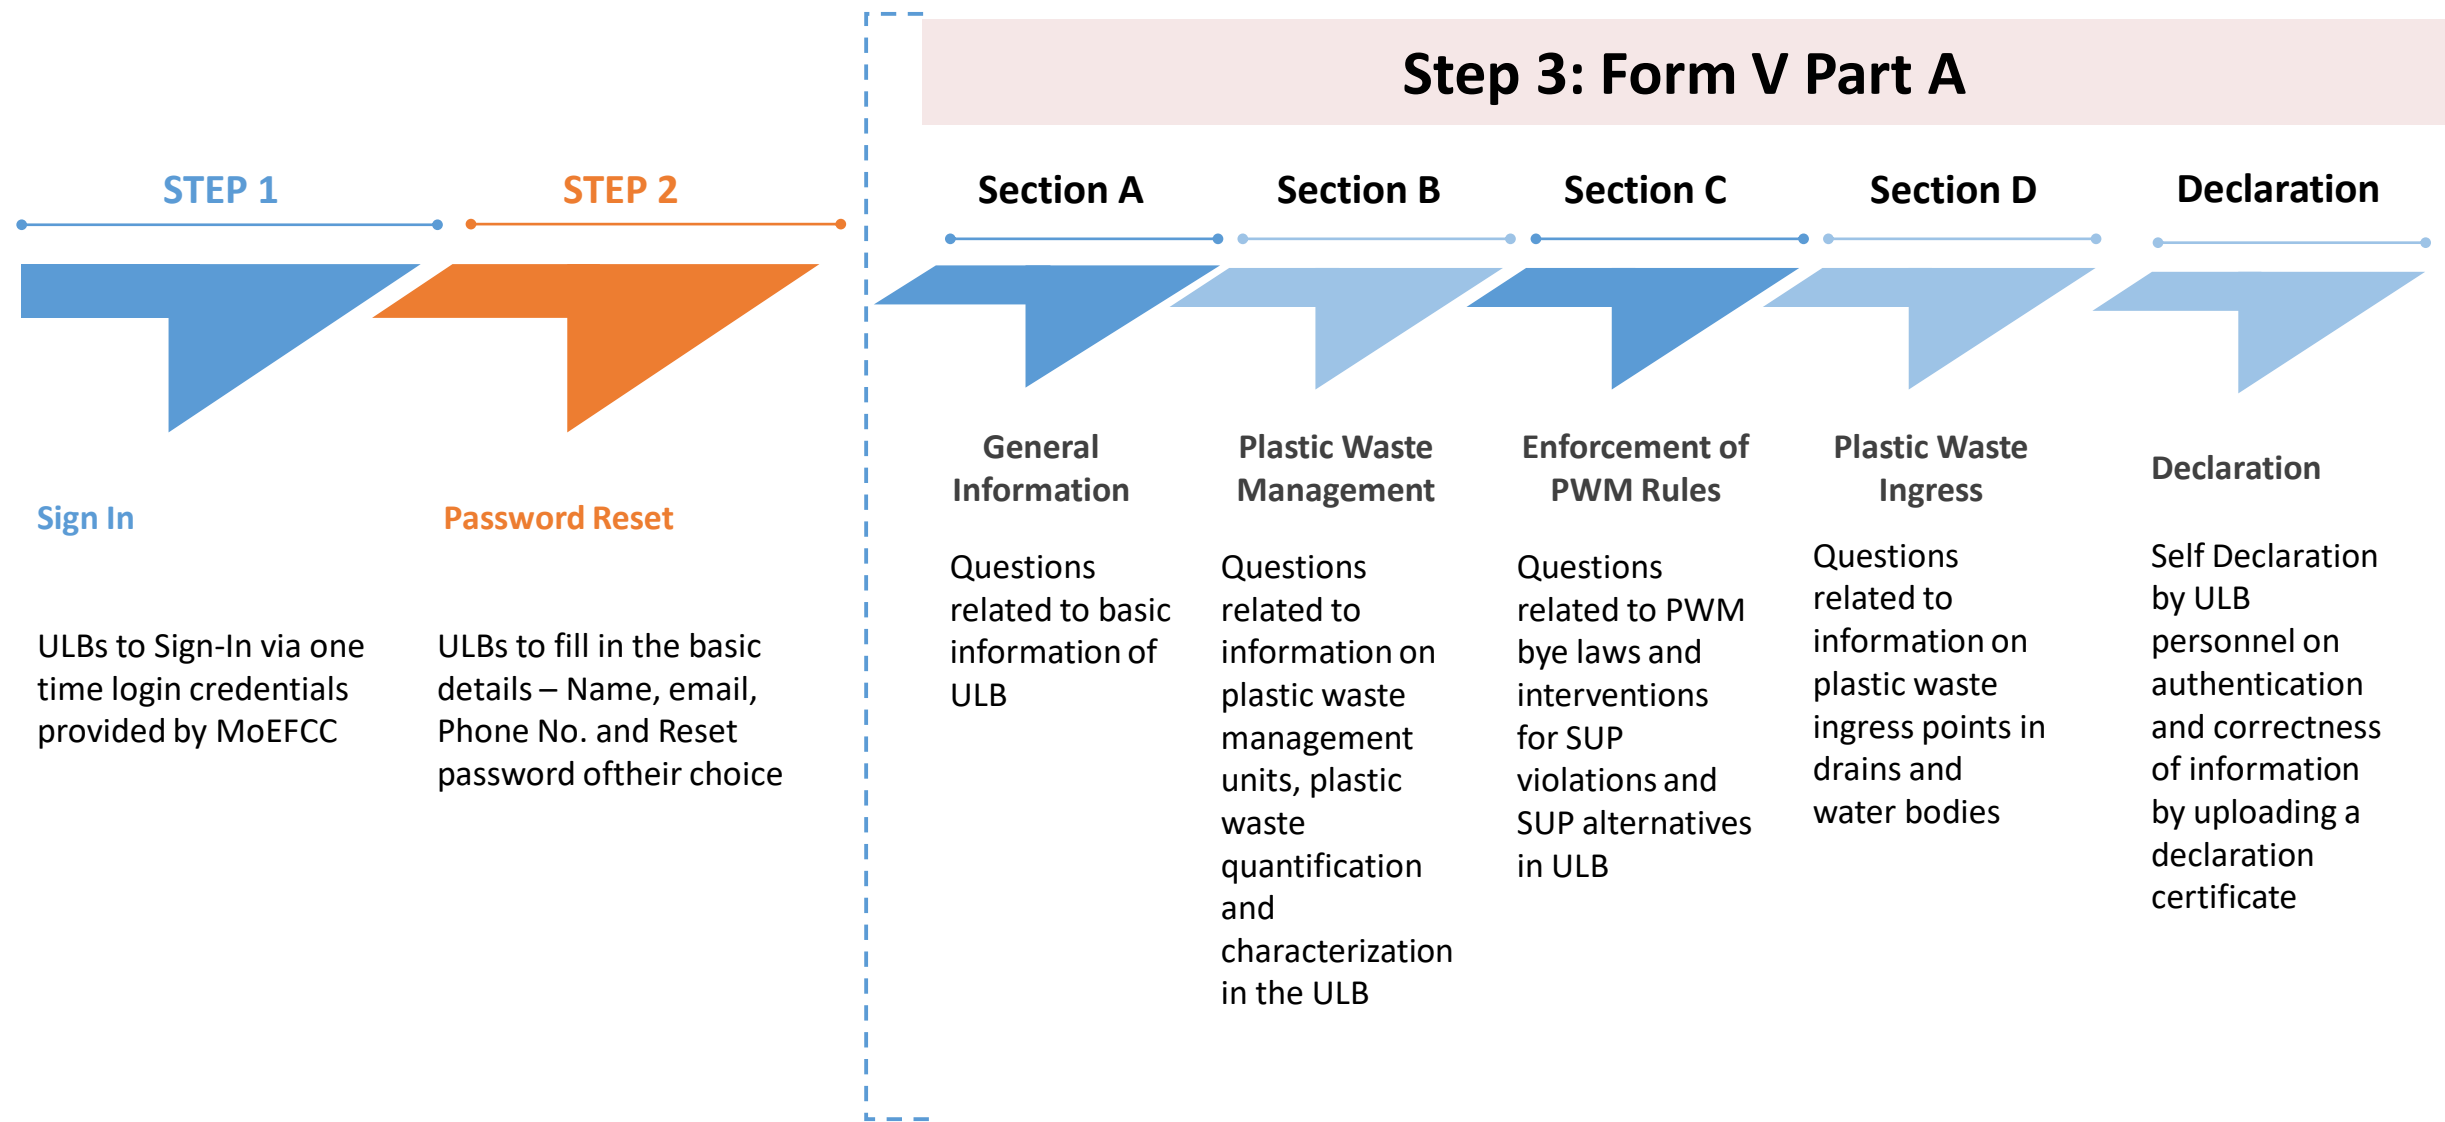 Step 3: Form V Part A
STEP 1
Sign In
ULBs to Sign-In via one
time login credentials
provided by MoEFCC
STEP 2
Password Reset
ULBs to fill in the basic
details – Name, email,
Phone No. and Reset
password oftheir choice
Section A
General
Information
Questions
related to basic
information of
ULB
Section B
Plastic Waste
Management
Questions
related to
information on
plastic waste
management
units, plastic
waste
quantification
and
characterization
in the ULB
Section C
Enforcement of
PWM Rules
Questions
related to PWM
bye laws and
interventions
for SUP
violations and
SUP alternatives
in ULB
Section D
Plastic Waste
Ingress
Questions
related to
information on
plastic waste
ingress points in
drains and
water bodies
Declaration
Declaration
Self Declaration
by ULB
personnel on
authentication
and correctness
of information
by uploading a
declaration
certificate